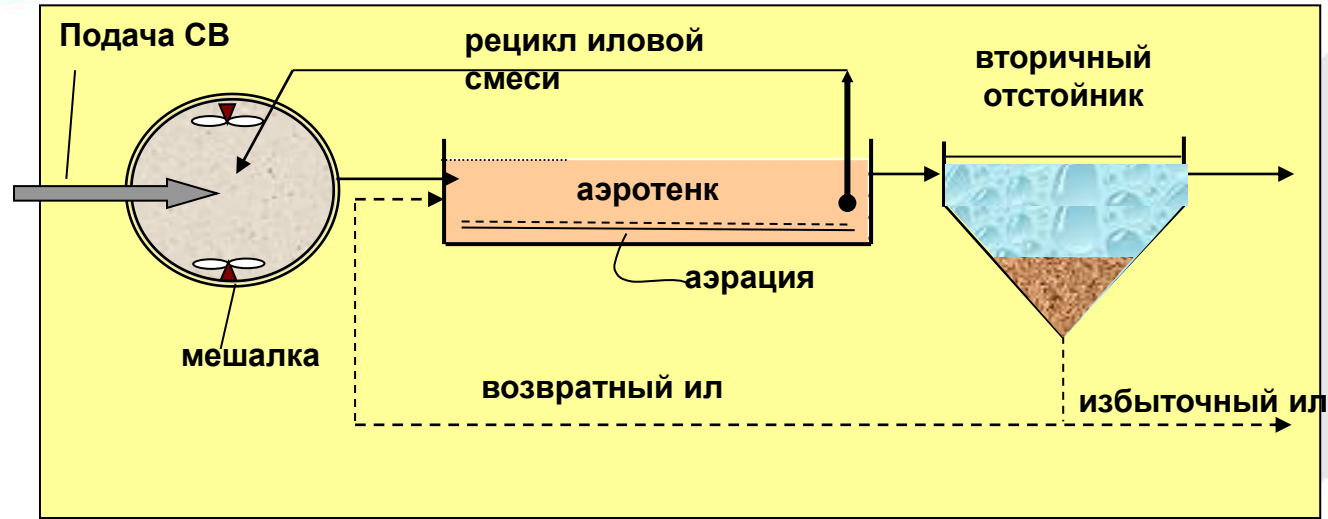 Подача СВ
рецикл иловой
смеси
вторичный
отстойник
аэротенк
аэрация
мешалка
возвратный ил
избыточный ил